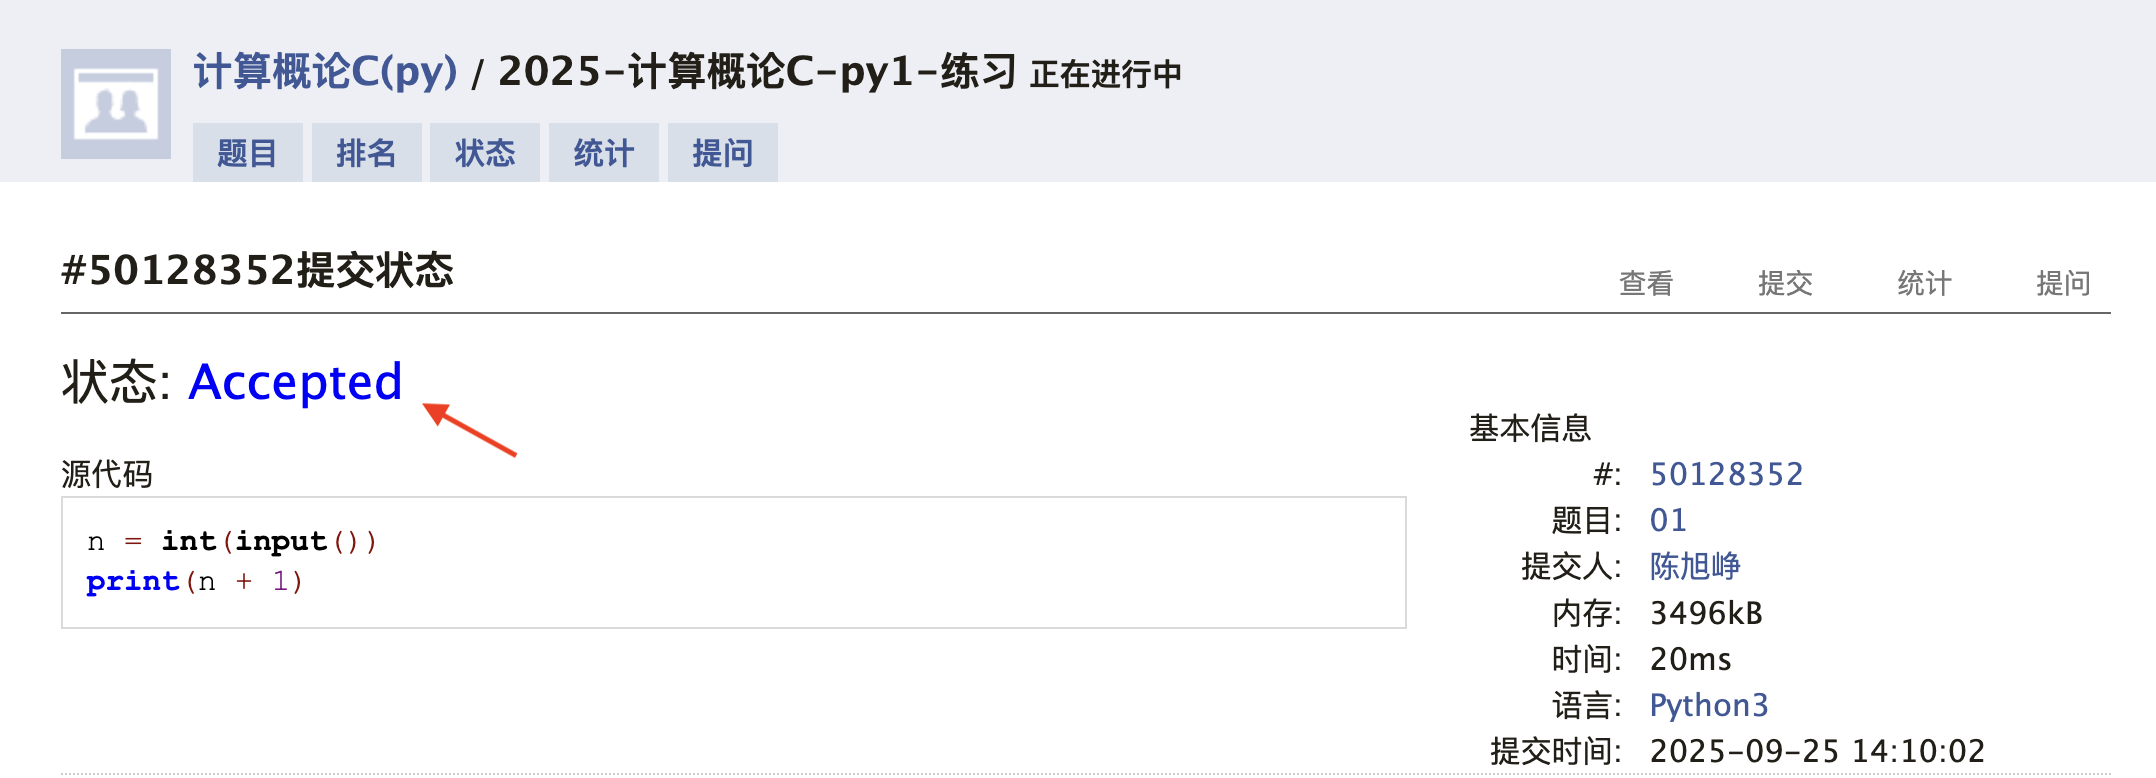 计算概论C(py) / 2025-计算概论C-py1-练习 正在进行中
题目 排名 状态 统计 提问
#50128352提交状态
查看 提交 统计 提问
状态: Accepted
源代码
n = int(input())
print(n + 1)
基本信息
#: 50128352
题目: 01
提交人: 陈旭峥
内存: 3496kB
时间: 20ms
语言: Python3
提交时间: 2025-09-25 14:10:02